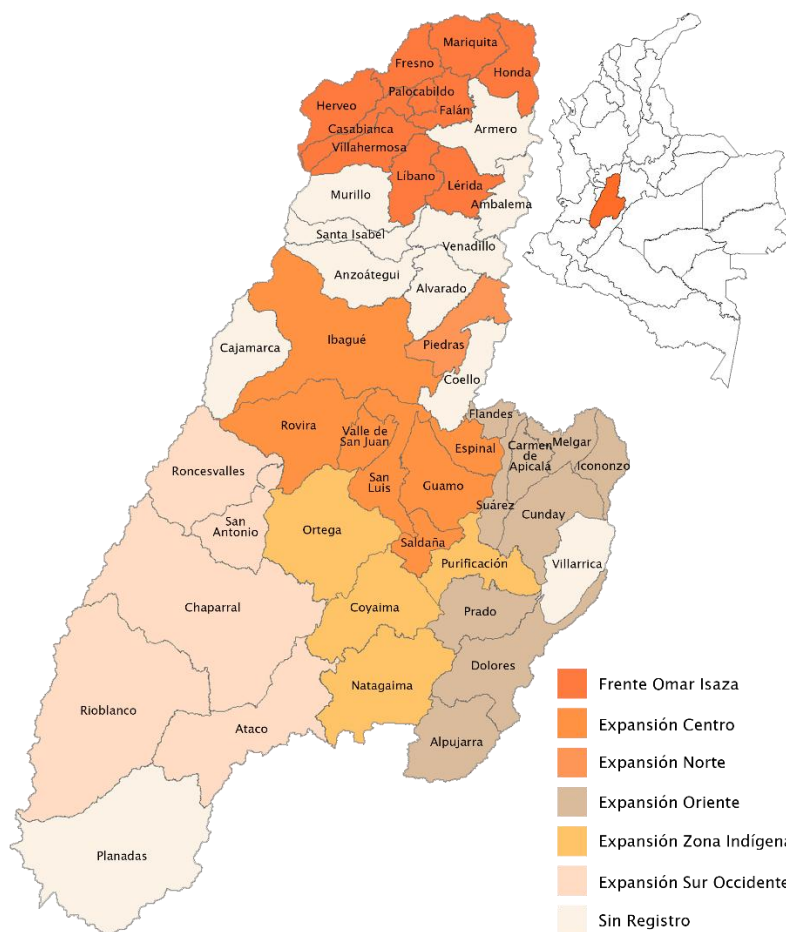 Mariquita
Fresno
Honda
Palocabildo
Herveo
Falán
Casabianca
Armero
Villahermosa
Líbano
Murillo
Lérida
Ambalema
Santa Isabel
Venadillo
Anzoátegui
Alvarado
Ibagué
Cajamarca
Piedras
Coello
Flandes
Rovira
Valle de
San Juan
Espinal
Carmen
de
Apicalá
Melgar
Icononzo
Roncesvalles
San
Luis
Guamo
Suárez
Cunday
San
Antonio
Ortega
Saldaña
Purificación
Villarrica
Chaparral
Coyaima
Prado
Dolores
Natagaima
Rioblanco
Ataco
Alpujarra
Planadas
Frente Omar Isaza
Expansión Centro
Expansión Norte
Expansión Oriente
Expansión Zona Indígena
Expansión Sur Occidente
Sin Registro